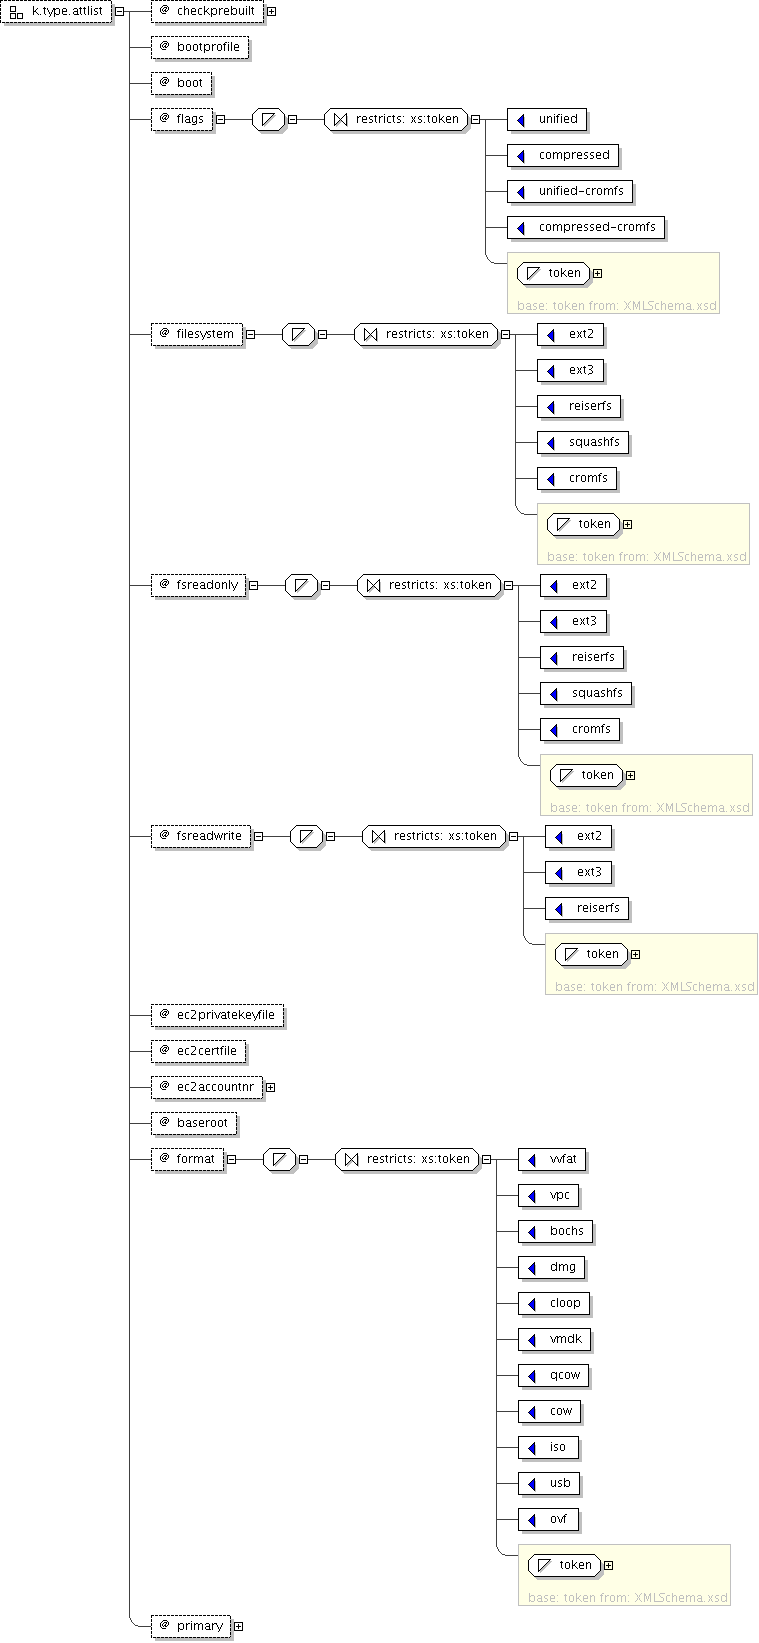 k.type.attlist
@ checkprebuilt
@ bootprofile
@ boot
@ flags restricts: xs:token unified
compressed
unified-cromfs
compressed-cromfs
token
base: token from: XMLSchema.xsd
@ filesystem restricts: xs:token ext2
ext3
reiserfs
squashfs
cromfs
token
base: token from: XMLSchema.xsd
@ fsreadonly restricts: xs:token ext2
ext3
reiserfs
squashfs
cromfs
token
base: token from: XMLSchema.xsd
@ fsreadwrite restricts: xs:token ext2
ext3
reiserfs
token
base: token from: XMLSchema.xsd
@ ec2privatekeyfile
@ ec2certfile
@ ec2accountnr
@ baseroot
@ format restricts: xs:token vvfat
vpc
bochs
dmg
cloop
vmdk
qcow
cow
iso
usb
ovf
token
base: token from: XMLSchema.xsd
@ primary